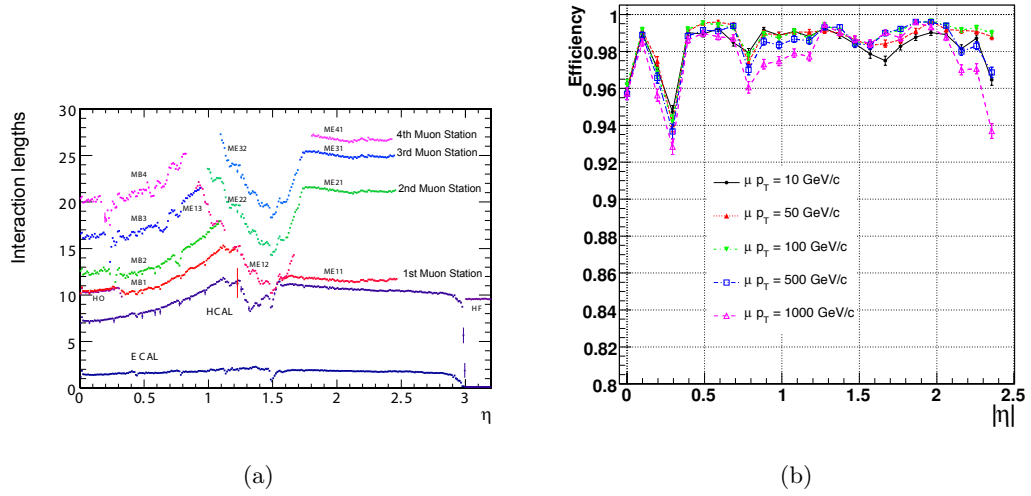 Interaction lengths
30
25
20
15
10
5
0
0
0.5
1
1.5
2
2.5
3
η
ME41
4th Muon Station
ME32
ME31
3rd Muon Station
MB4
ME21
2nd Muon Station
ME22
ME13
MB3
MB2
ME12
ME11
1st Muon Station
MB1
HO
HCAL
HF
E CAL
(a)
Efficiency
1
0.98
0.96
0.94
0.92
0.9
0.88
0.86
0.84
0.82
0.8
μ p_T = 10 GeV/c
μ p_T = 50 GeV/c
μ p_T = 100 GeV/c
μ p_T = 500 GeV/c
μ p_T = 1000 GeV/c
0
0.5
1
1.5
2
2.5
|η|
(b)